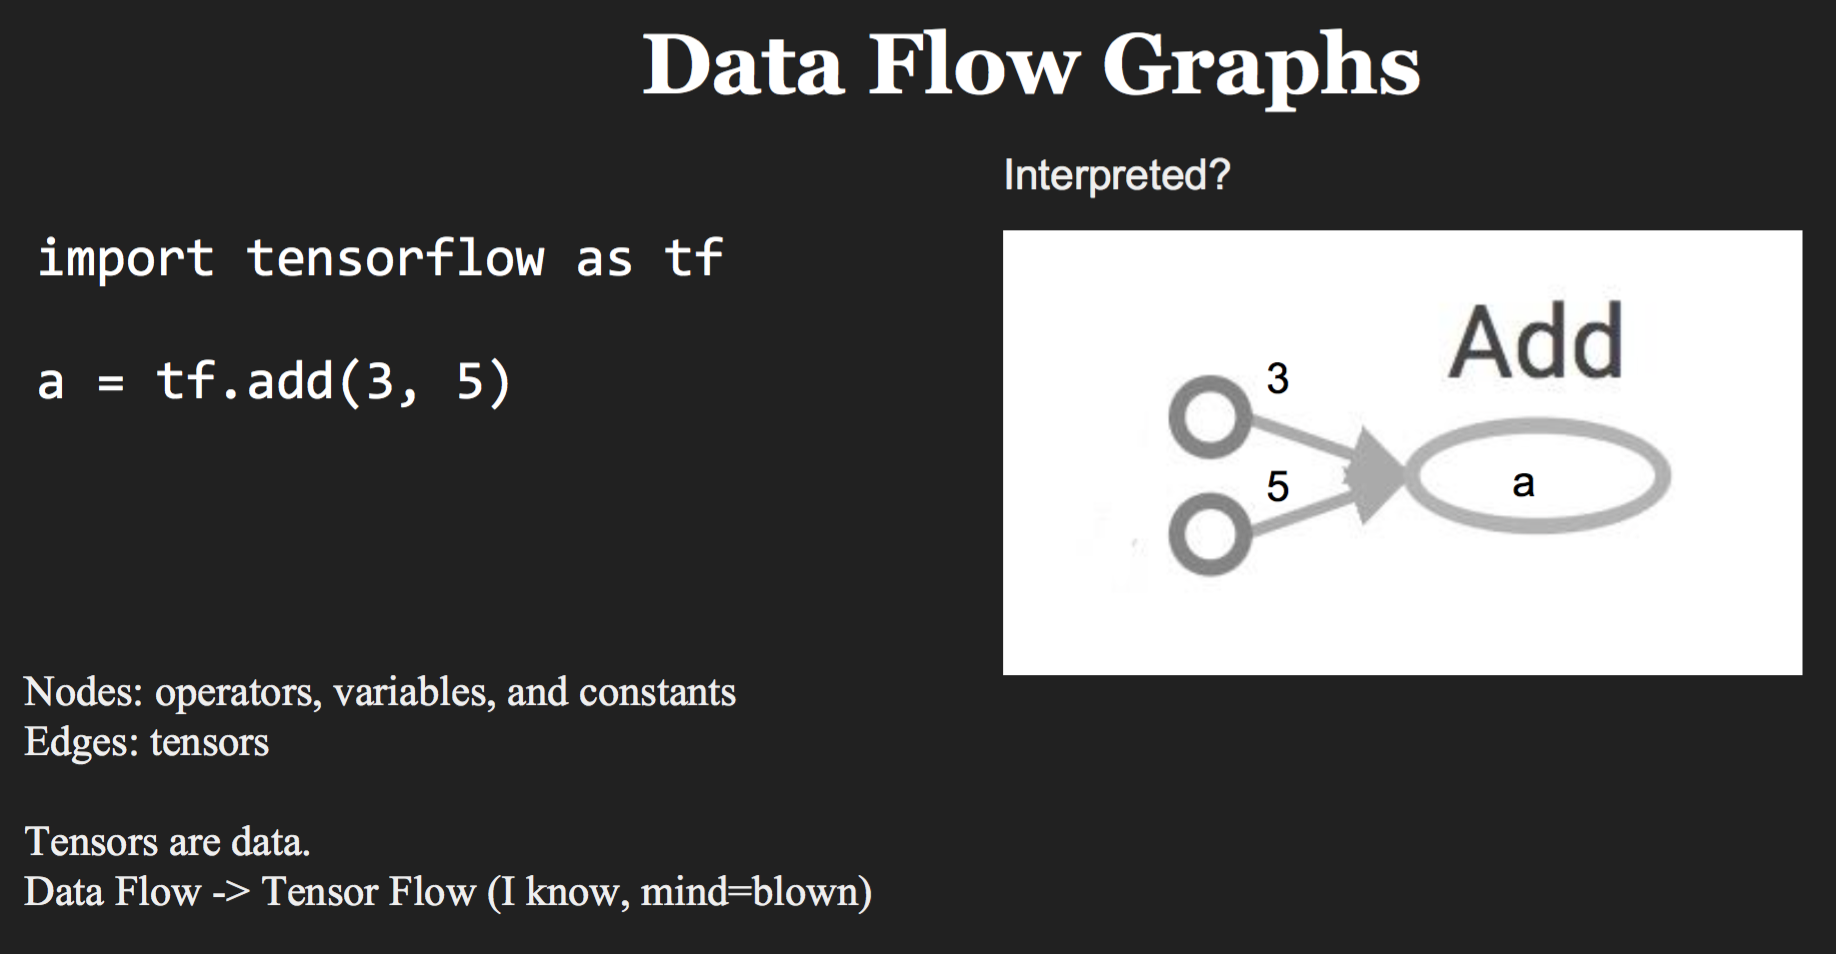 Data Flow Graphs
Interpreted?
import tensorflow as tf
a = tf.add(3, 5)
Add
3
5
a
Nodes: operators, variables, and constants
Edges: tensors
Tensors are data.
Data Flow -> Tensor Flow (I know, mind=blown)